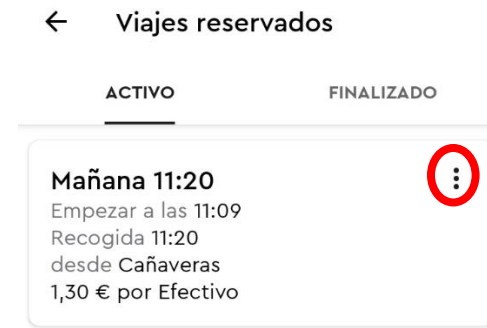 Viajes reservados
ACTIVO FINALIZADO
Mañana 11:20
Empezar a las 11:09
Recogida 11:20
desde Cañaveras
1,30 € por Efectivo